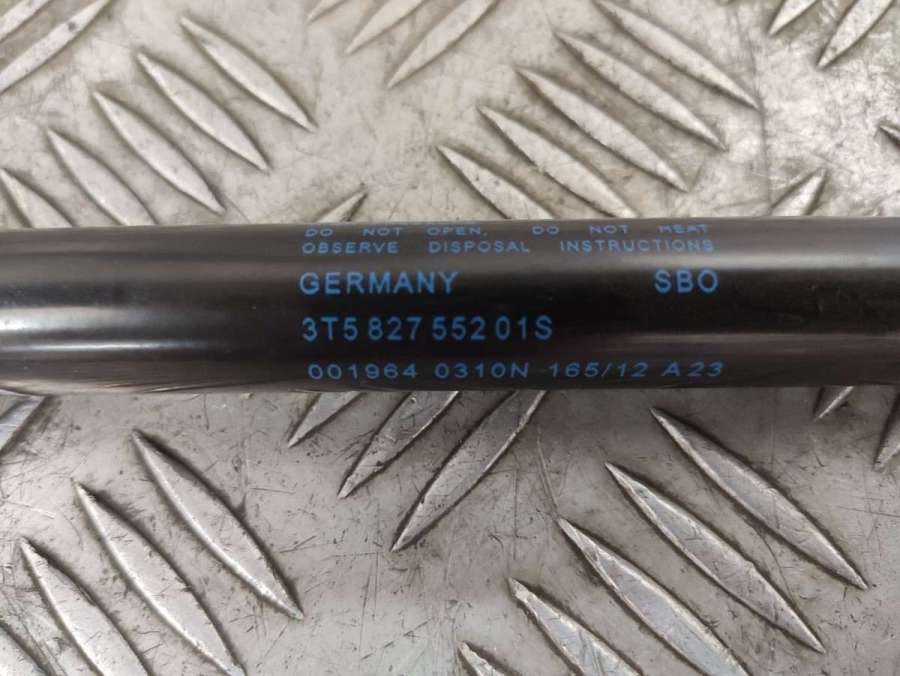 DO NOT OPEN, DO NOT HEAT
OBSERVE DISPOSAL INSTRUCTIONS
GERMANY SBO
3T5 827 552 01S
001964 0310N 165/12 A23